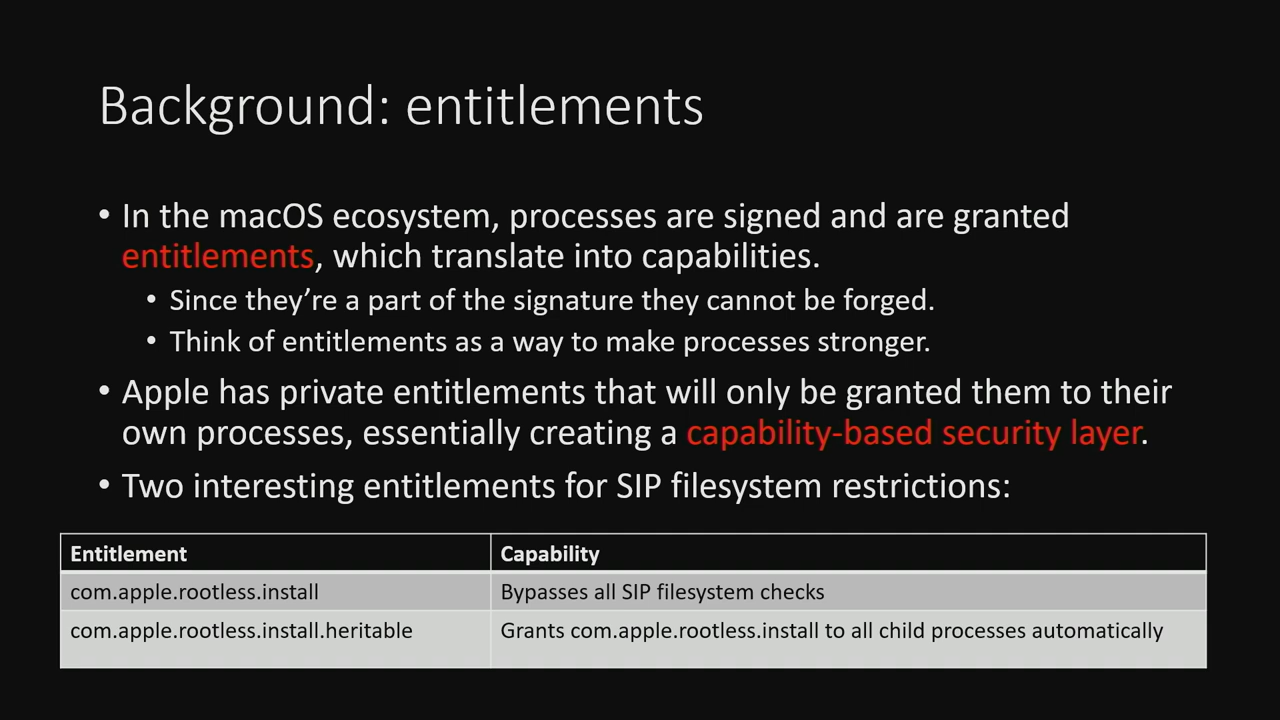 Background: entitlements
• In the macOS ecosystem, processes are signed and are granted
entitlements, which translate into capabilities.
• Since they’re a part of the signature they cannot be forged.
• Think of entitlements as a way to make processes stronger.
• Apple has private entitlements that will only be granted them to their
own processes, essentially creating a capability-based security layer.
• Two interesting entitlements for SIP filesystem restrictions:
Entitlement Capability
com.apple.rootless.install Bypasses all SIP filesystem checks
com.apple.rootless.install.heritable Grants com.apple.rootless.install to all child processes automatically